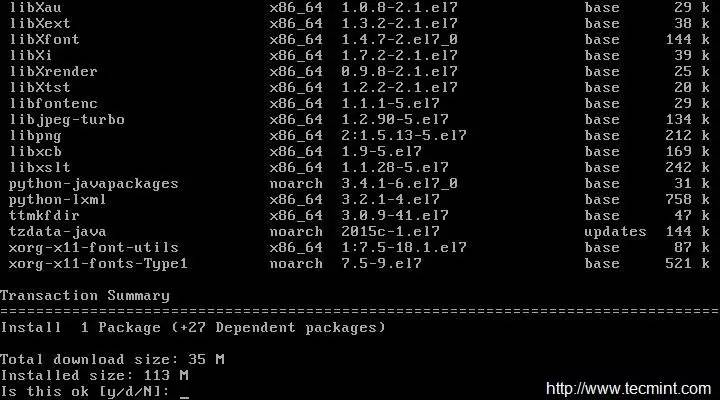 libXau x86_64 1.0.8-2.1.el7 base 29 k
libXext x86_64 1.3.2-2.1.el7 base 38 k
libXfont x86_64 1.4.7-2.el7_0 base 144 k
libXi x86_64 1.7.2-2.1.el7 base 39 k
libXrender x86_64 0.9.8-2.1.el7 base 25 k
libXtst x86_64 1.2.2-2.1.el7 base 20 k
libfontenc x86_64 1.1.1-5.el7 base 29 k
libjpeg-turbo x86_64 1.2.90-5.el7 base 134 k
libpng x86_64 2:1.5.13-5.el7 base 212 k
libxcb x86_64 1.9-5.el7 base 169 k
libxslt x86_64 1.1.28-5.el7 base 242 k
python-javapackages noarch 3.4.1-6.el7_0 base 31 k
python-lxml x86_64 3.2.1-4.el7 base 758 k
ttmkfdir x86_64 3.0.9-41.el7 base 47 k
tzdata-java noarch 2015c-1.el7 updates 144 k
xorg-x11-font-utils x86_64 1:7.5-18.1.el7 base 87 k
xorg-x11-fonts-Type1 noarch 7.5-9.el7 base 521 k
Transaction Summary
================================================================================
Install 1 Package (+27 Dependent packages)
Total download size: 35 M
Installed size: 113 M
Is this ok [y/d/N]: _
http://www.tecmint.com